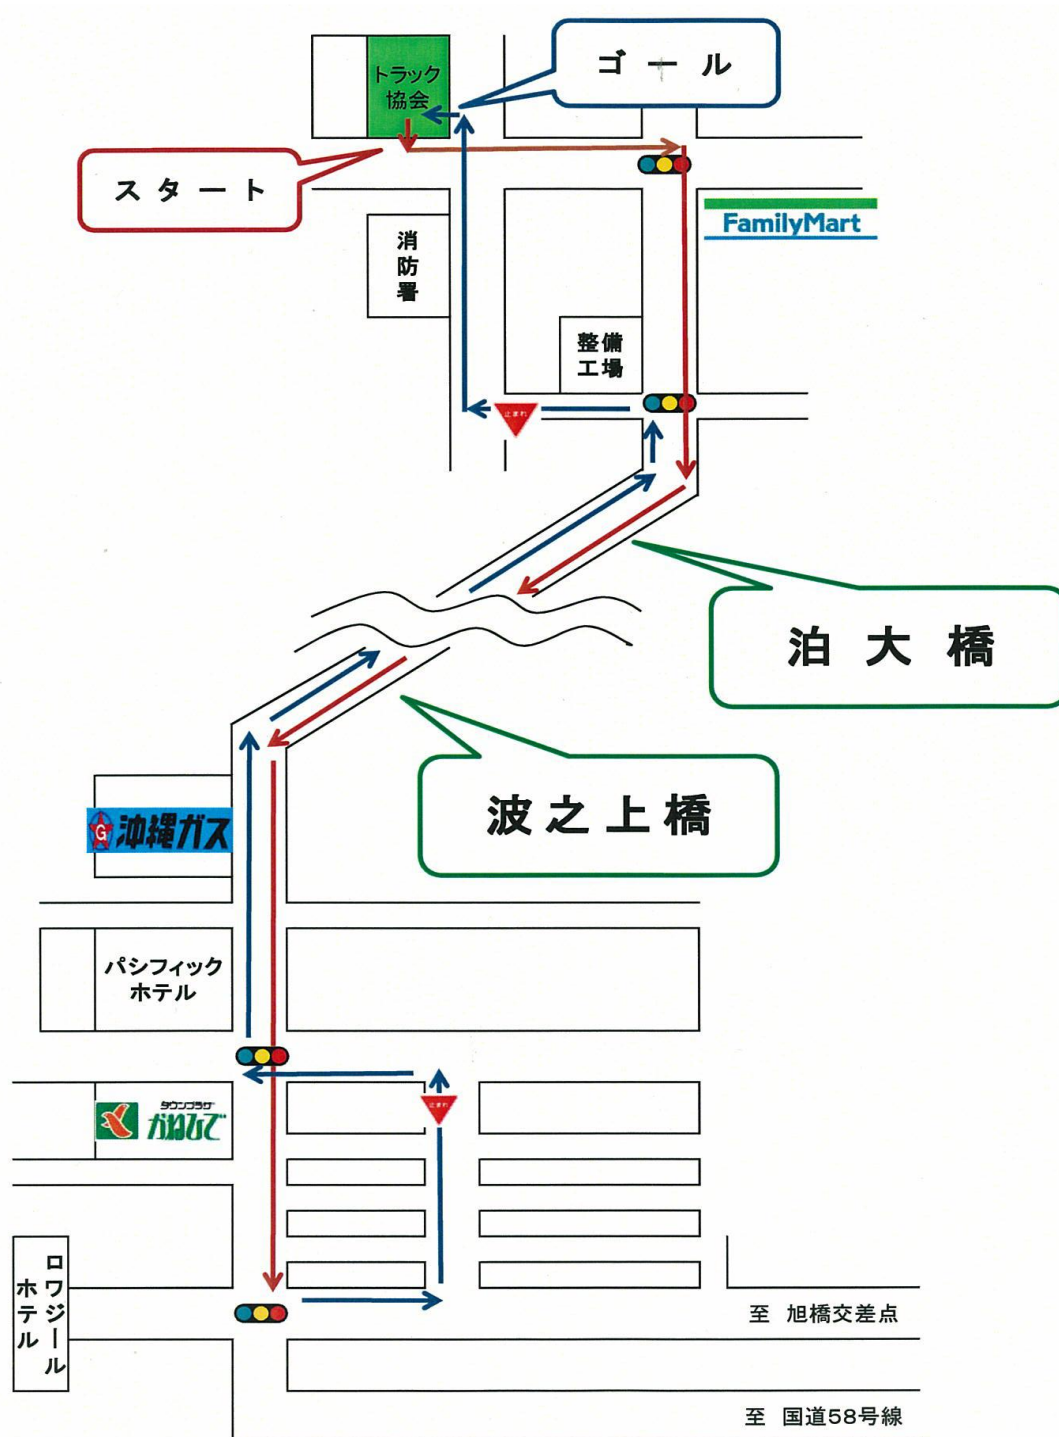 トラック
協会
ゴール
スタート
FamilyMart
消
防
署
整備
工場
止まれ
泊大橋
波之上橋
G 沖縄ガス
パシフィック
ホテル
タウンプラザ
かねひで
止まれ
ロワジール
ホテル
至 旭橋交差点
至 国道58号線